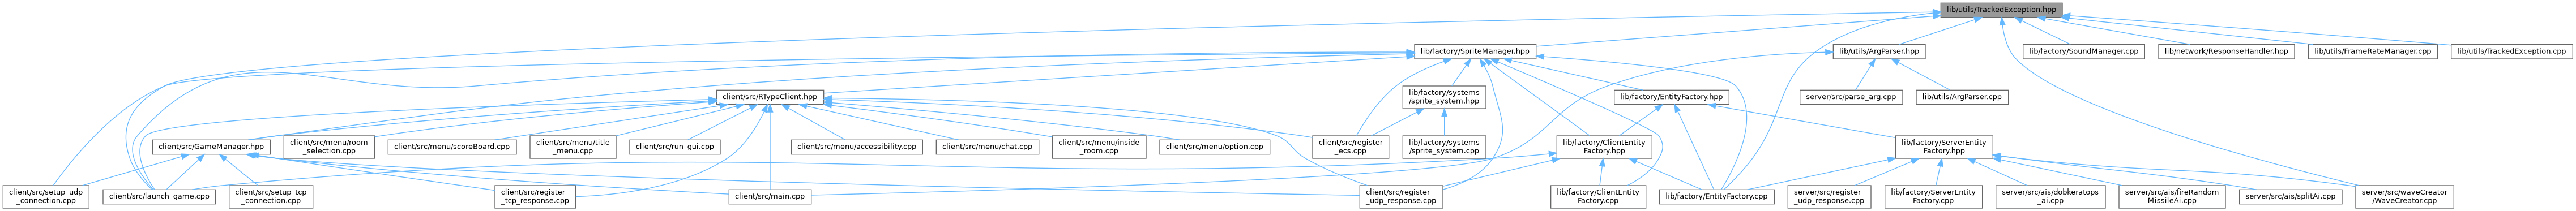 lib/utils/TrackedException.hpp
lib/factory/SpriteManager.hpp
lib/utils/ArgParser.hpp
lib/factory/SoundManager.cpp
lib/network/ResponseHandler.hpp
lib/utils/FrameRateManager.cpp
lib/utils/TrackedException.cpp
client/src/RTypeClient.hpp
lib/factory/systems
/sprite_system.hpp
lib/factory/EntityFactory.hpp
server/src/parse_arg.cpp
lib/utils/ArgParser.cpp
client/src/GameManager.hpp
client/src/menu/room
_selection.cpp
client/src/menu/scoreBoard.cpp
client/src/menu/title
_menu.cpp
client/src/run_gui.cpp
client/src/menu/accessibility.cpp
client/src/menu/chat.cpp
client/src/menu/inside
_room.cpp
client/src/menu/option.cpp
client/src/register
_ecs.cpp
lib/factory/systems
/sprite_system.cpp
lib/factory/ClientEntity
Factory.hpp
lib/factory/ServerEntity
Factory.hpp
client/src/setup_udp
_connection.cpp
client/src/launch_game.cpp
client/src/setup_tcp
_connection.cpp
client/src/register
_tcp_response.cpp
client/src/main.cpp
client/src/register
_udp_response.cpp
lib/factory/ClientEntity
Factory.cpp
lib/factory/EntityFactory.cpp
server/src/register
_udp_response.cpp
lib/factory/ServerEntity
Factory.cpp
server/src/ais/dobkeratops
_ai.cpp
server/src/ais/fireRandom
MissileAi.cpp
server/src/ais/splitAi.cpp
server/src/waveCreator
/WaveCreator.cpp